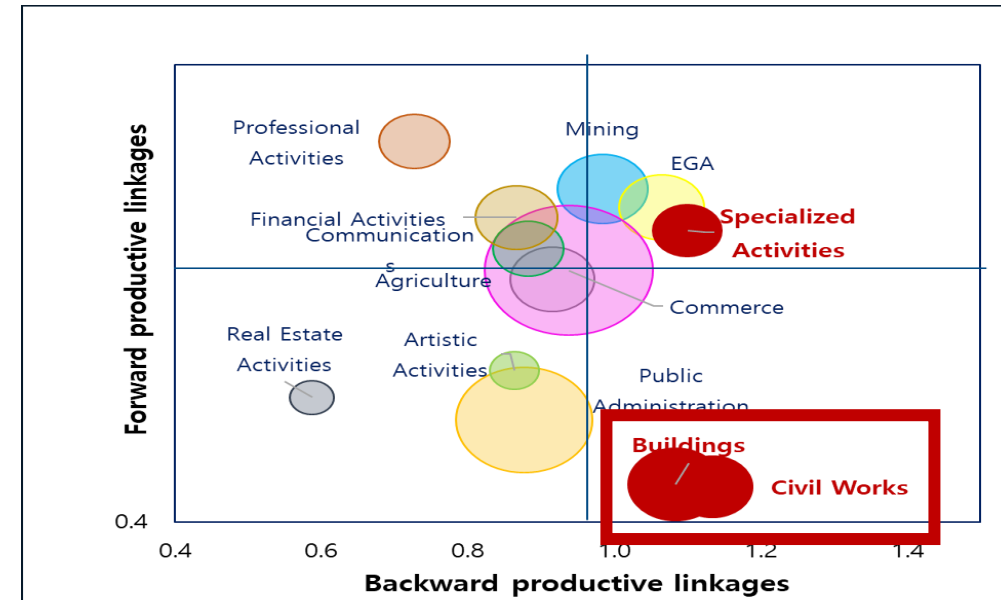 Forward productive linkages
Professional
Activities
Mining
EGA
Financial Activities
Specialized
Activities
Communication
s
Agriculture
Commerce
Real Estate
Activities
Artistic
Activities
Public
Administration
Buildings
Civil Works
0.4
0.4
0.6
0.8
1.0
1.2
1.4
Backward productive linkages